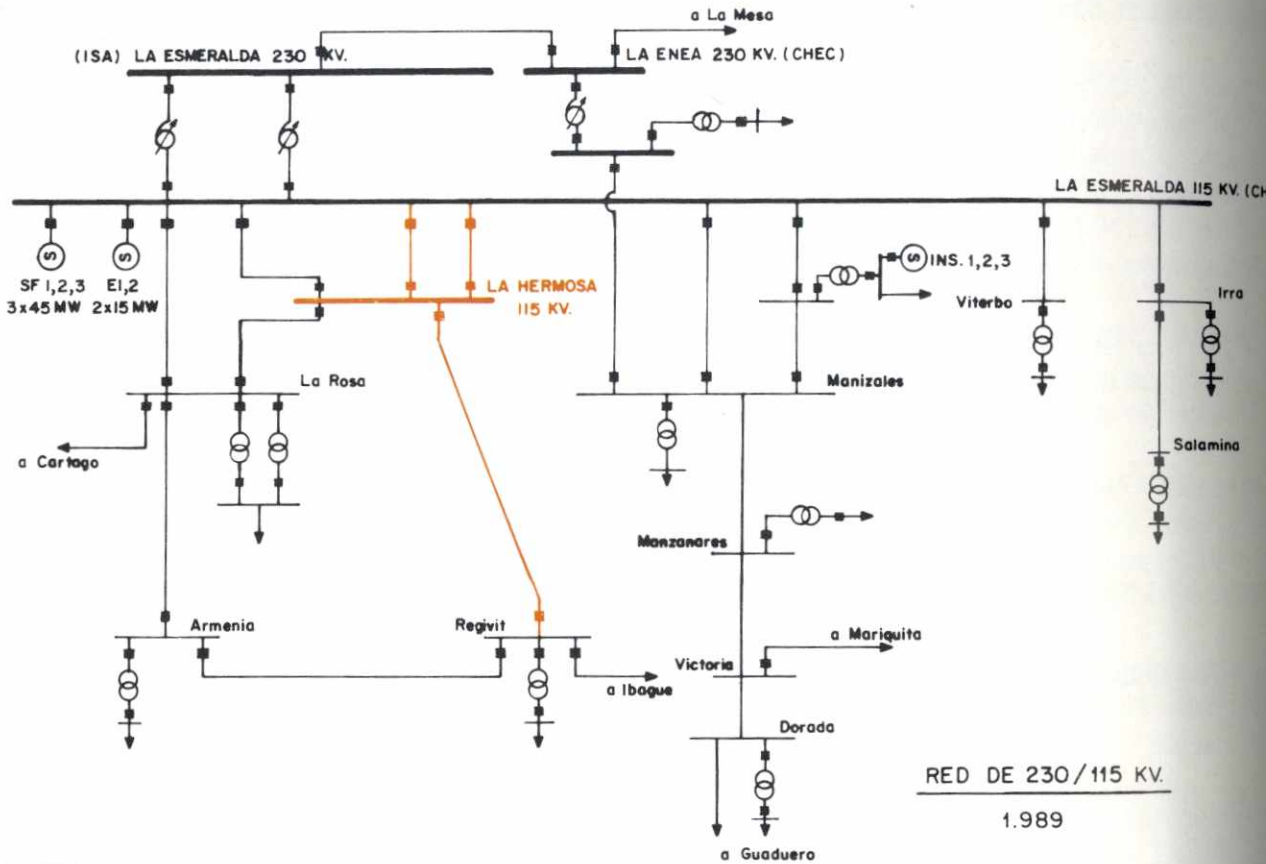 a La Mesa
(ISA) LA ESMERALDA 230 KV.
LA ENEA 230 KV. (CHEC)
LA ESMERALDA 115 KV. (CH
S
S
SF 1,2,3
3x45 MW
E1,2
2x15 MW
LA HERMOSA
115 KV.
S
INS. 1,2,3
Viterbo
Irra
La Rosa
Manizales
a Cartago
Salamina
Manzanares
Armenia
Regivit
a Mariquita
Victoria
a Ibague
Dorada
a Guaduero
RED DE 230/115 KV.
1.989